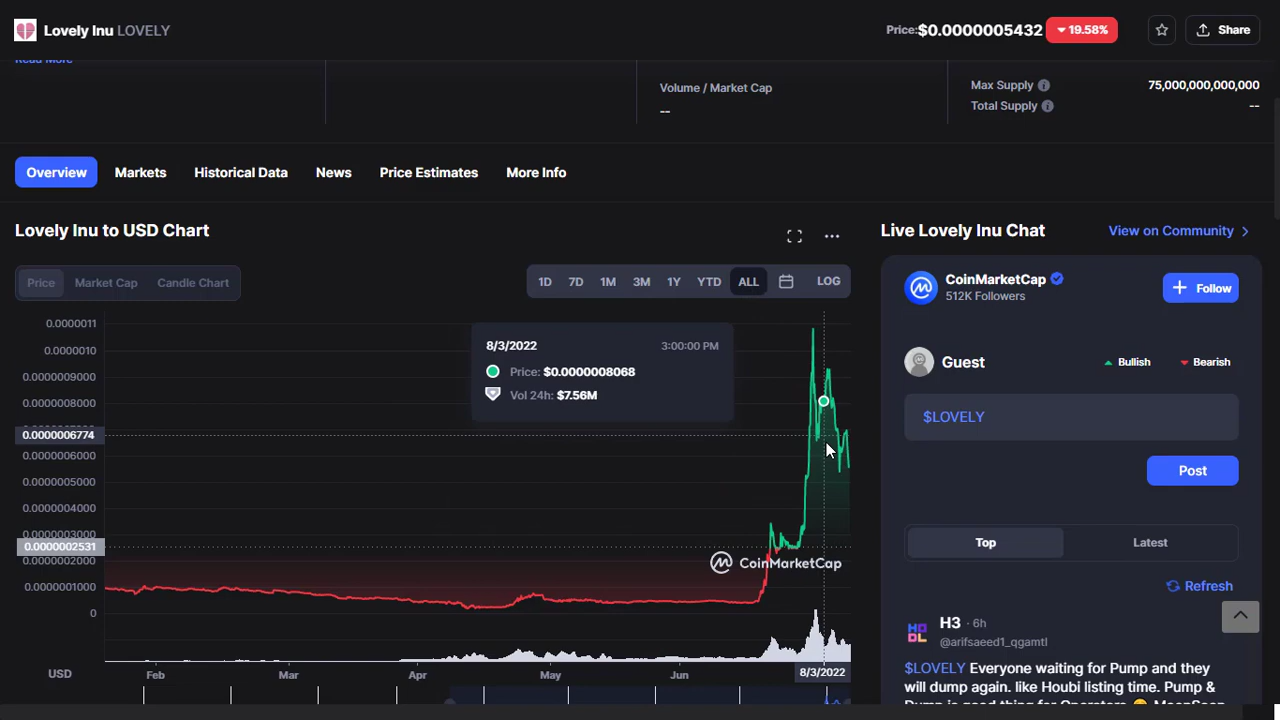 Lovely Inu LOVELY
Price:$0.0000005432 19.58%
Share
Read More
Volume / Market Cap
--
Max Supply 75,000,000,000,000
Total Supply --
Overview Markets Historical Data News Price Estimates More Info
Lovely Inu to USD Chart
Price Market Cap Candle Chart
1D 7D 1M 3M 1Y YTD ALL LOG
0.0000011
0.0000010
0.0000009000
0.0000008000
0.0000006774
0.0000006000
0.0000005000
0.0000004000
0.0000003000
0.0000002531
0.0000002000
0.0000001000
0
8/3/2022 3:00:00 PM
Price: $0.0000008068
Vol 24h: $7.56M
CoinMarketCap
USD Feb Mar Apr May Jun 8/3/2022
Live Lovely Inu Chat View on Community
CoinMarketCap
512K Followers
Follow
Guest
Bullish Bearish
$LOVELY
Post
Top Latest
Refresh
H3 · 6h
@arifsaeed1_qgamtl
$LOVELY Everyone waiting for Pump and they
will dump again. like Houbi listing time. Pump &
Dump is good thing for Operators MoonSoon